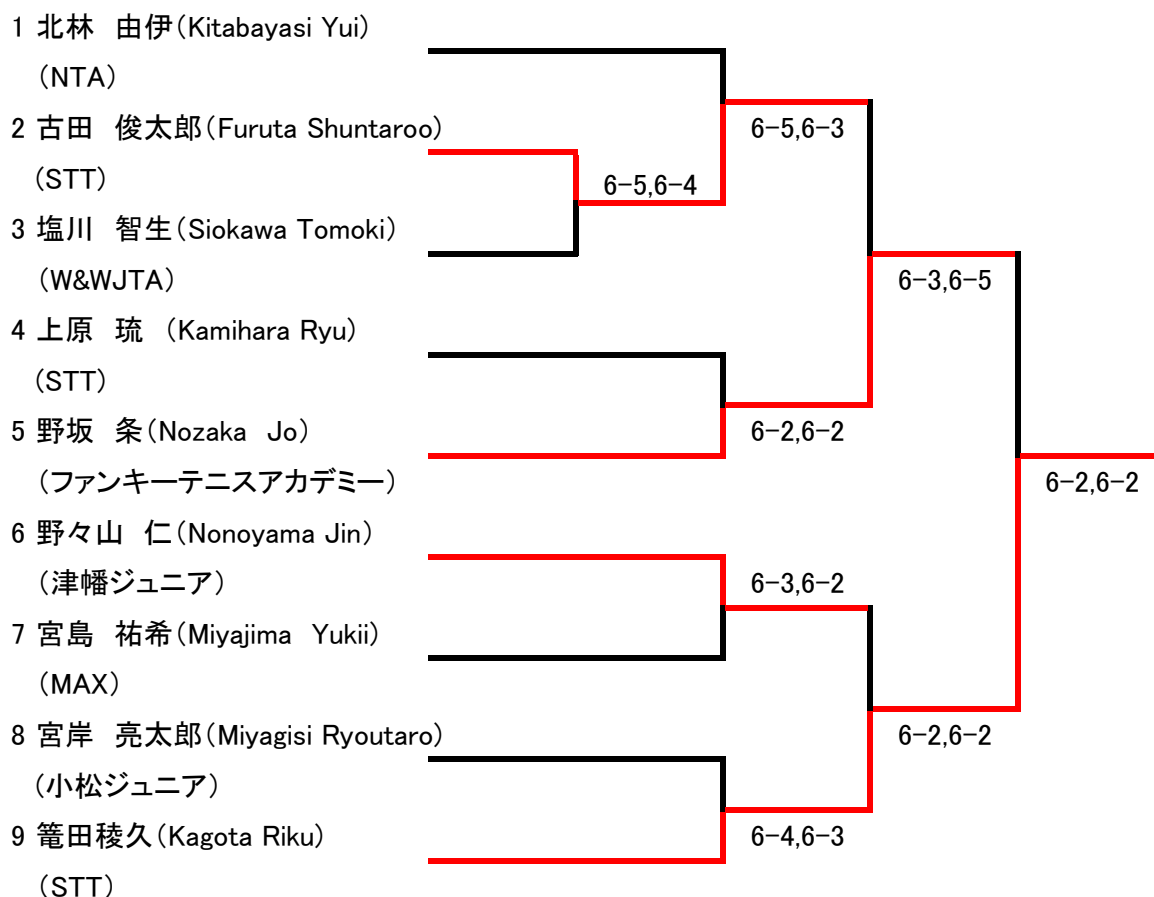 1 北林　由伊(Kitabayasi Yui)
(NTA)
2 古田　俊太郎(Furuta Shuntaroo)
6-5,6-3
(STT)
6-5,6-4
3 塩川　智生(Siokawa Tomoki)
(W&WJTA)
6-3,6-5
4 上原　琉　(Kamihara Ryu)
(STT)
5 野坂　条(Nozaka　Jo)
6-2,6-2
(ファンキーテニスアカデミー)
6-2,6-2
6 野々山　仁(Nonoyama Jin)
(津幡ジュニア)
6-3,6-2
7 宮島　祐希(Miyajima　Yukii)
(MAX)
8 宮岸　亮太郎(Miyagisi Ryoutaro)
6-2,6-2
(小松ジュニア)
9 篭田稜久(Kagota Riku)
6-4,6-3
(STT)